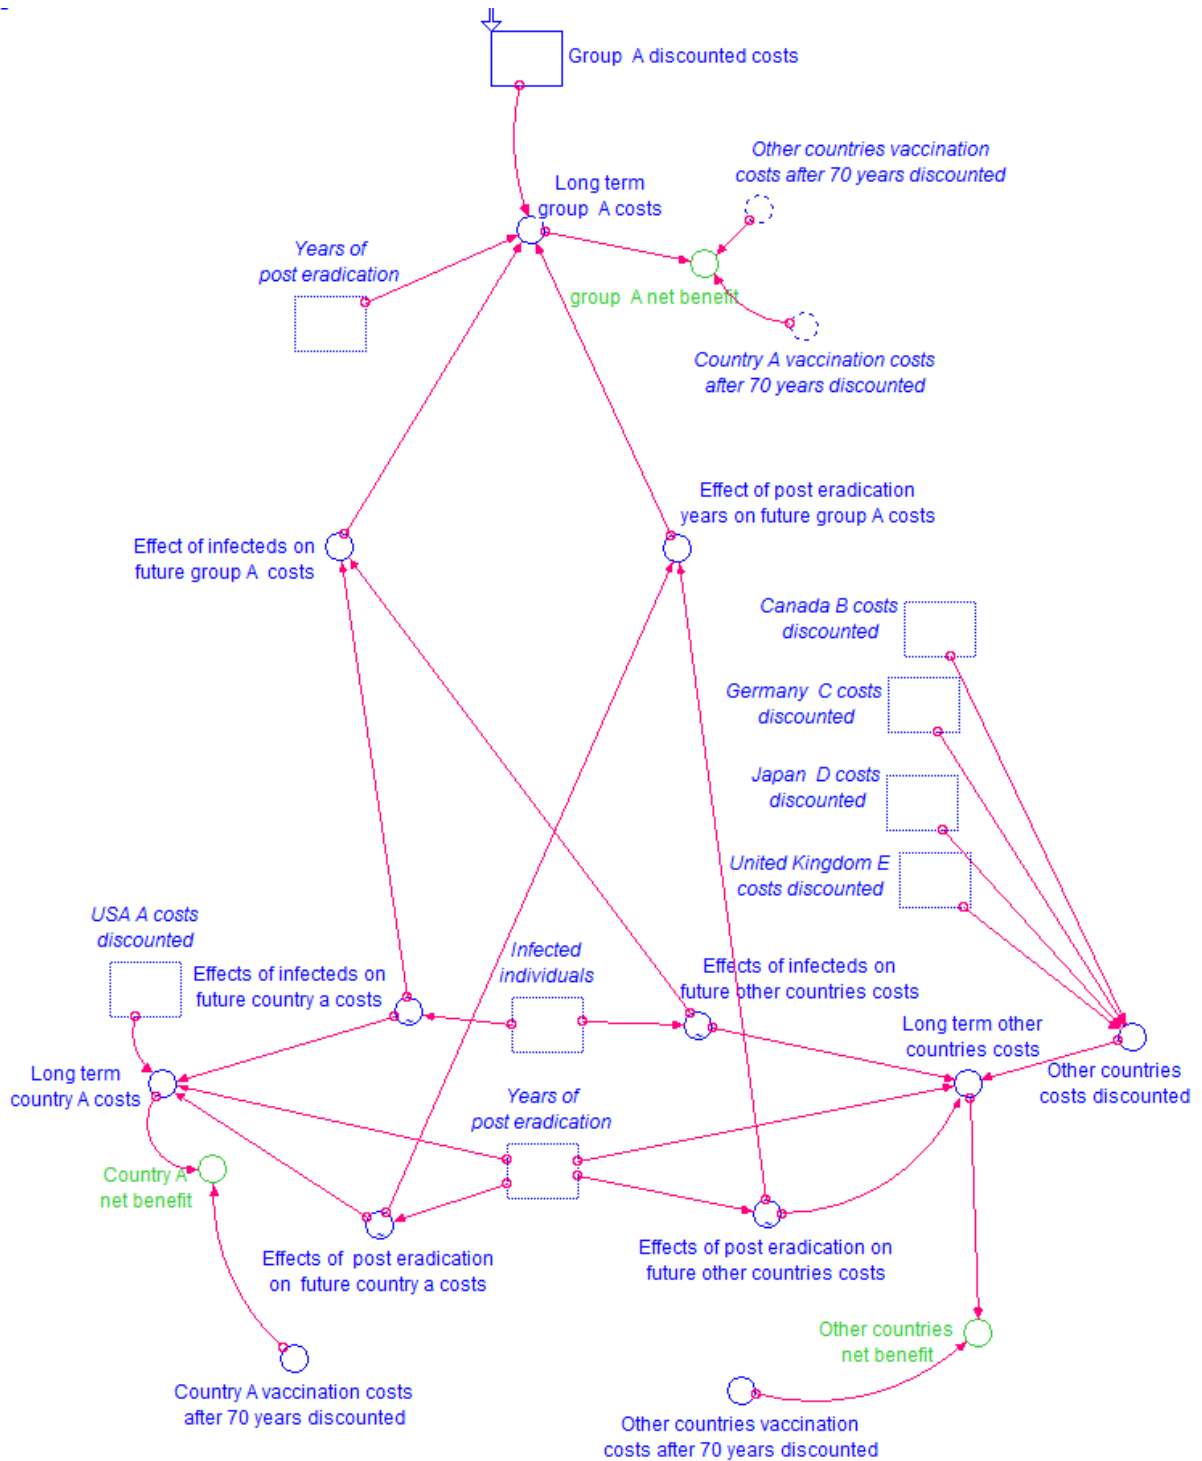 Group A discounted costs
Other countries vaccination
costs after 70 years discounted
Long term
group A costs
Years of
post eradication
group A net benefit
Country A vaccination costs
after 70 years discounted
Effect of post eradication
years on future group A costs
Effect of infecteds on
future group A costs
Canada B costs
discounted
Germany C costs
discounted
Japan D costs
discounted
United Kingdom E
costs discounted
USA A costs
discounted
Effects of infecteds on
future country a costs
Infected
individuals
Effects of infecteds on
future other countries costs
Long term other
countries costs
Other countries
costs discounted
Long term
country A costs
Years of
post eradication
Country A
net benefit
Effects of post eradication
on future country a costs
Effects of post eradication on
future other countries costs
Other countries
net benefit
Country A vaccination costs
after 70 years discounted
Other countries vaccination
costs after 70 years discounted